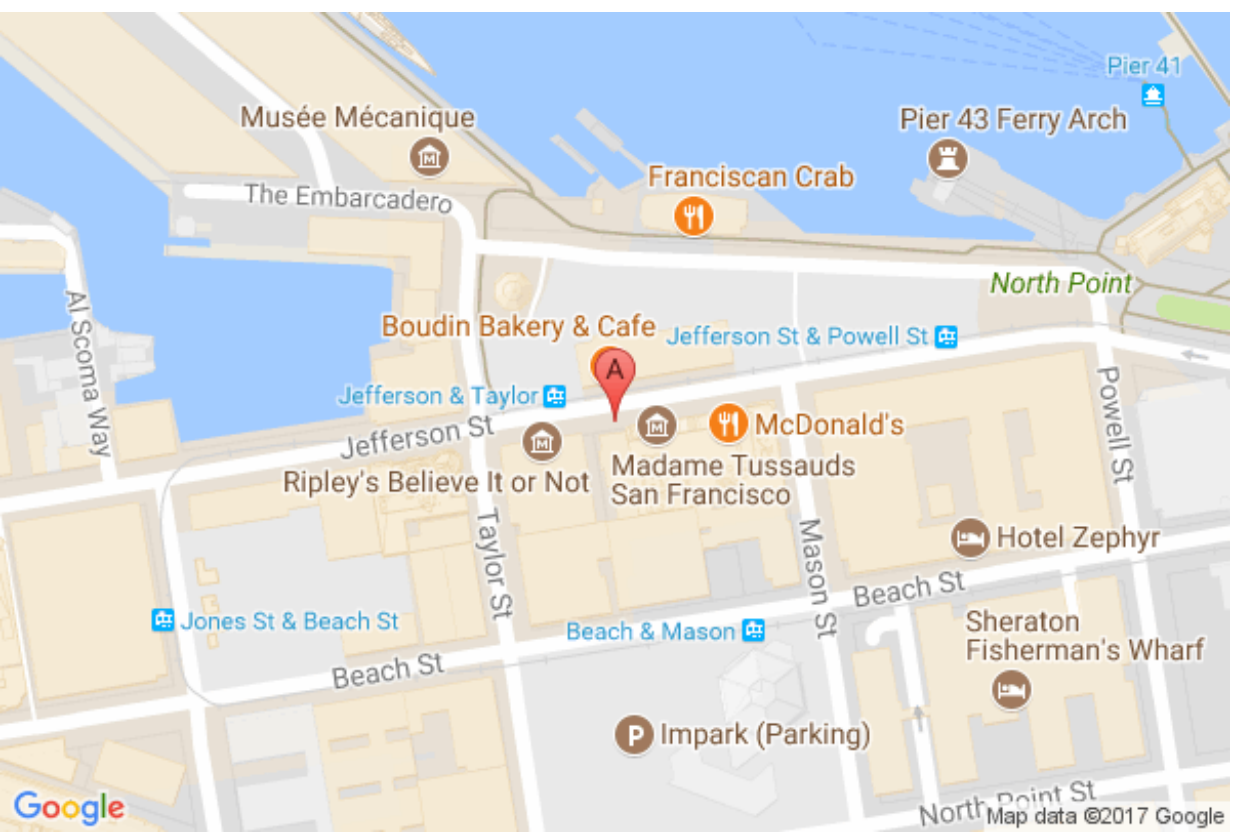 Pier 41
Musée Mécanique
Pier 43 Ferry Arch
Franciscan Crab
The Embarcadero
North Point
Al Scoma Way
Boudin Bakery & Cafe
Jefferson St & Powell St
A
Jefferson & Taylor
Jefferson St
McDonald's
Powell St
Ripley's Believe It or Not
Madame Tussauds
San Francisco
Taylor St
Mason St
Hotel Zephyr
Beach St
Jones St & Beach St
Beach & Mason
Sheraton
Fisherman's Wharf
Beach St
P
Impark (Parking)
Google
North Point St
Map data ©2017 Google